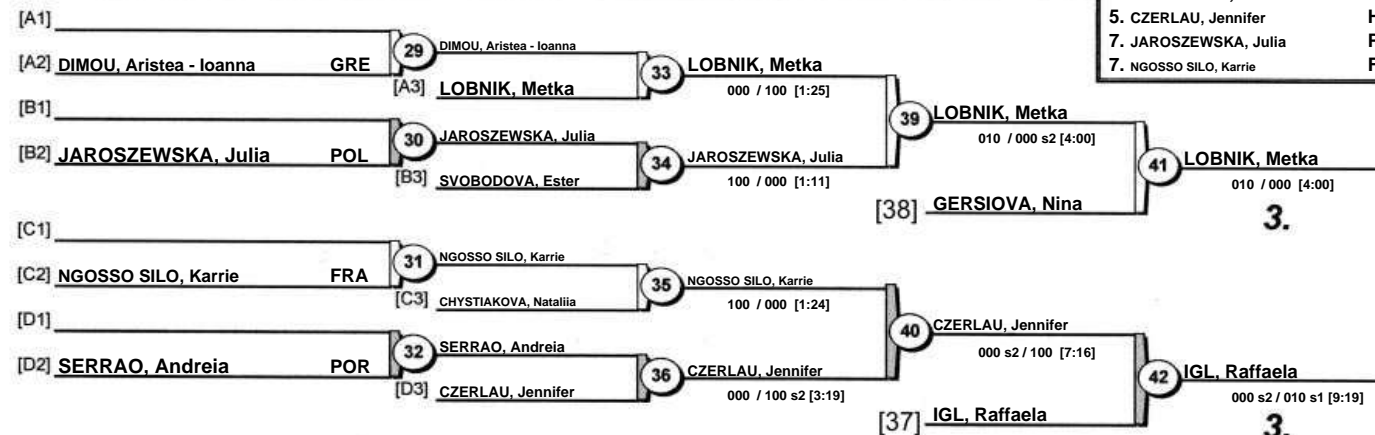 5. CZERLAU, Jennifer H
7. JAROSZEWSKA, Julia P
7. NGOSSO SILO, Karrie F
[A1]
[A2] DIMOU, Aristea - Ioanna GRE
29
DIMOU, Aristea - Ioanna
[A3] LOBNIK, Metka
33
LOBNIK, Metka
000 / 100 [1:25]
[B1]
[B2] JAROSZEWSKA, Julia POL
30
JAROSZEWSKA, Julia
[B3] SVOBODOVA, Ester
34
JAROSZEWSKA, Julia
100 / 000 [1:11]
39
LOBNIK, Metka
010 / 000 s2 [4:00]
[38] GERSIOVA, Nina
41
LOBNIK, Metka
010 / 000 [4:00]
3.
[C1]
[C2] NGOSSO SILO, Karrie FRA
31
NGOSSO SILO, Karrie
[C3] CHYSTIAKOVA, Nataliia
35
NGOSSO SILO, Karrie
100 / 000 [1:24]
[D1]
[D2] SERRAO, Andreia POR
32
SERRAO, Andreia
[D3] CZERLAU, Jennifer
36
CZERLAU, Jennifer
000 / 100 s2 [3:19]
40
CZERLAU, Jennifer
000 s2 / 100 [7:16]
[37] IGL, Raffaela
42
IGL, Raffaela
000 s2 / 010 s1 [9:19]
3.